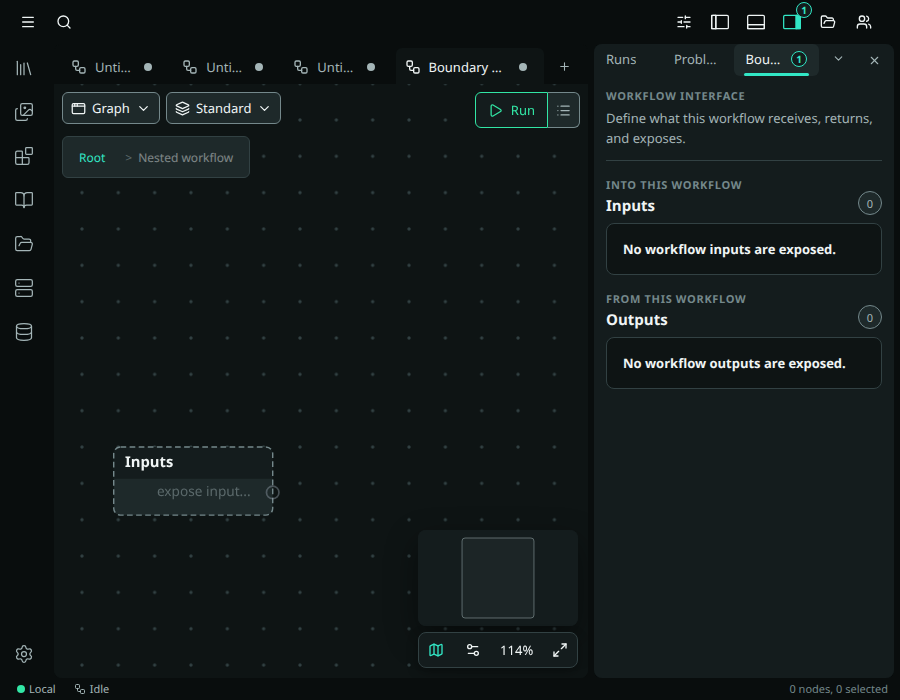 1
Unti...
Unti...
Unti...
Boundary ...
Runs
Probl...
Bou...
1
Graph
Standard
Run
Root > Nested workflow
WORKFLOW INTERFACE
Define what this workflow receives, returns,
and exposes.
INTO THIS WORKFLOW
Inputs
0
No workflow inputs are exposed.
FROM THIS WORKFLOW
Outputs
0
No workflow outputs are exposed.
Inputs
expose input...
114%
Local
Idle
0 nodes, 0 selected